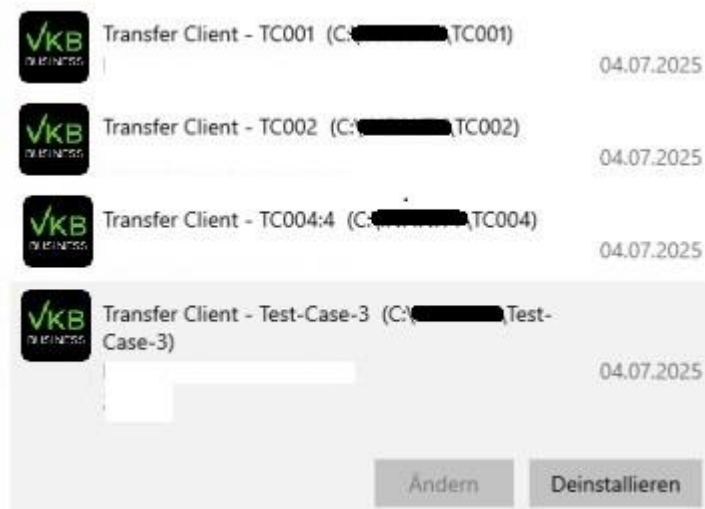 VKB
BUSINESS
Transfer Client - TC001 (C:\ \TC001)
04.07.2025
VKB
BUSINESS
Transfer Client - TC002 (C:\ \TC002)
04.07.2025
VKB
BUSINESS
Transfer Client - TC004:4 (C:\ \TC004)
04.07.2025
VKB
BUSINESS
Transfer Client - Test-Case-3 (C:\ \Test-
Case-3)
04.07.2025
Ändern
Deinstallieren